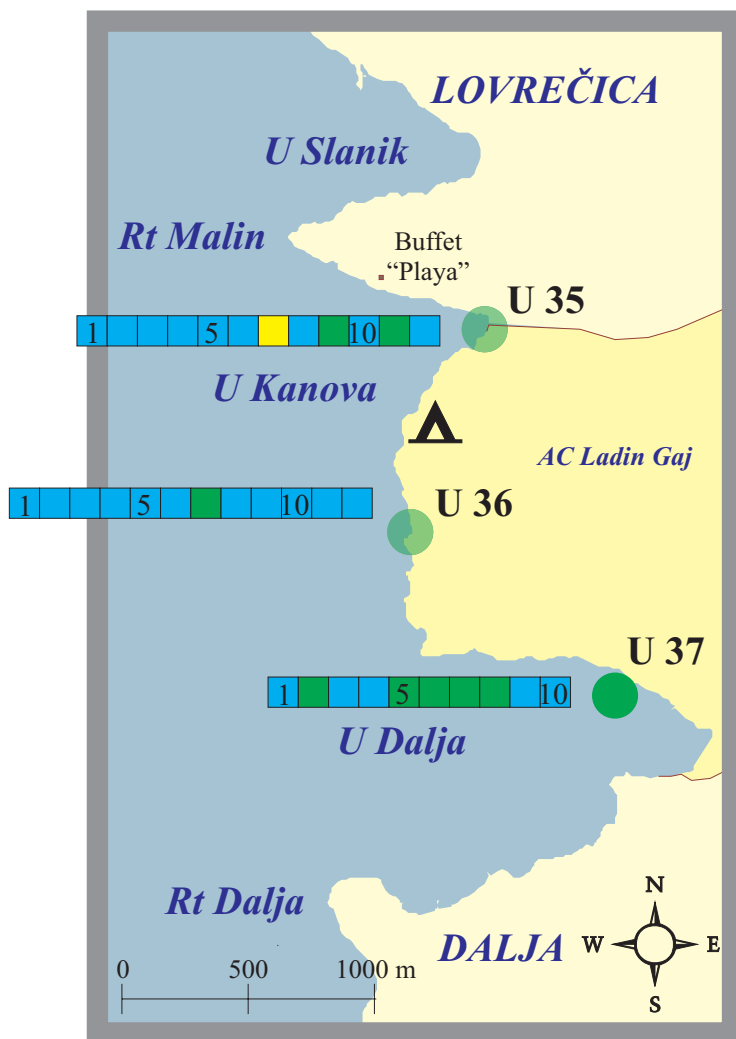 LOVREČICA
U Slanik
Rt Malin
Buffet
“Playa”
U 35
1 5 10
U Kanova
AC Ladin Gaj
U 36
1 5 10
U 37
1 5 10
U Dalja
Rt Dalja
DALJA
N
W E
S
0 500 1000 m